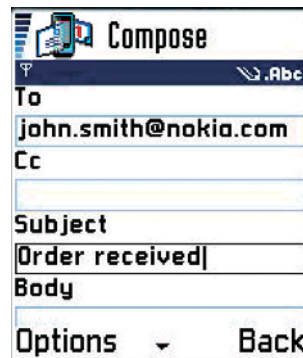 Compose
.Abc
To
john.smith@nokia.com
Cc
Subject
Order received
Body
Options Back